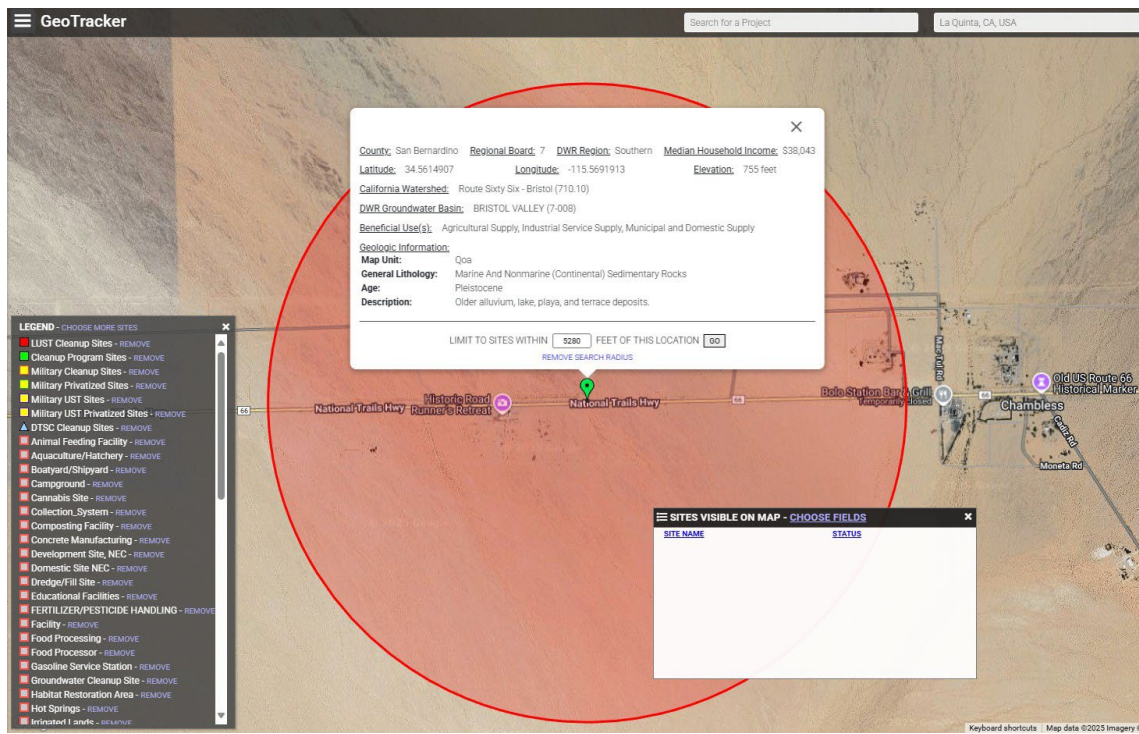 GeoTracker
Search for a Project
La Quinta, CA, USA
County: San Bernardino Regional Board: 7 DWR Region: Southern Median Household Income: $38,043
Latitude: 34.5614907 Longitude: -115.5691913 Elevation: 755 feet
California Watershed: Route Sixty Six - Bristol (710.10)
DWR Groundwater Basin: BRISTOL VALLEY (7-008)
Beneficial Use(s): Agricultural Supply, Industrial Service Supply, Municipal and Domestic Supply
Geologic Information:
Map Unit: Qoa
General Lithology: Marine And Nonmarine (Continental) Sedimentary Rocks
Age: Pleistocene
Description: Older alluvium, lake, playa, and terrace deposits.
LIMIT TO SITES WITHIN 5280 FEET OF THIS LOCATION GO
REMOVE SEARCH RADIUS
LEGEND - CHOOSE MORE SITES
LUST Cleanup Sites - REMOVE
Cleanup Program Sites - REMOVE
Military Cleanup Sites - REMOVE
Military Privatized Sites - REMOVE
Military UST Sites - REMOVE
Military UST Privatized Sites - REMOVE
DTSC Cleanup Sites - REMOVE
Animal Feeding Facility - REMOVE
Aquaculture/Hatchery - REMOVE
Boatyard/Shipyard - REMOVE
Campground - REMOVE
Cannabis Site - REMOVE
Collection_System - REMOVE
Composting Facility - REMOVE
Concrete Manufacturing - REMOVE
Development Site, NEC - REMOVE
Domestic Site NEC - REMOVE
Dredge/Fill Site - REMOVE
Educational Facilities - REMOVE
FERTILIZER/PESTICIDE HANDLING - REMOVE
Facility - REMOVE
Food Processing - REMOVE
Food Processor - REMOVE
Gasoline Service Station - REMOVE
Groundwater Cleanup Site - REMOVE
Habitat Restoration Area - REMOVE
Hot Springs - REMOVE
Irrigated Lands - REMOVE
66
National Trails Hwy
Historic Road
Runner's Retreat
National Trails Hwy
66
Bolo Station Bar & Grill
Temporarily closed
66
Old US Route 66
Historical Marker
Chambless
Mac Tul Rd
Cadiz Rd
Moneta Rd
SITES VISIBLE ON MAP - CHOOSE FIELDS
SITE NAME STATUS
Keyboard shortcuts Map data ©2025 Imagery